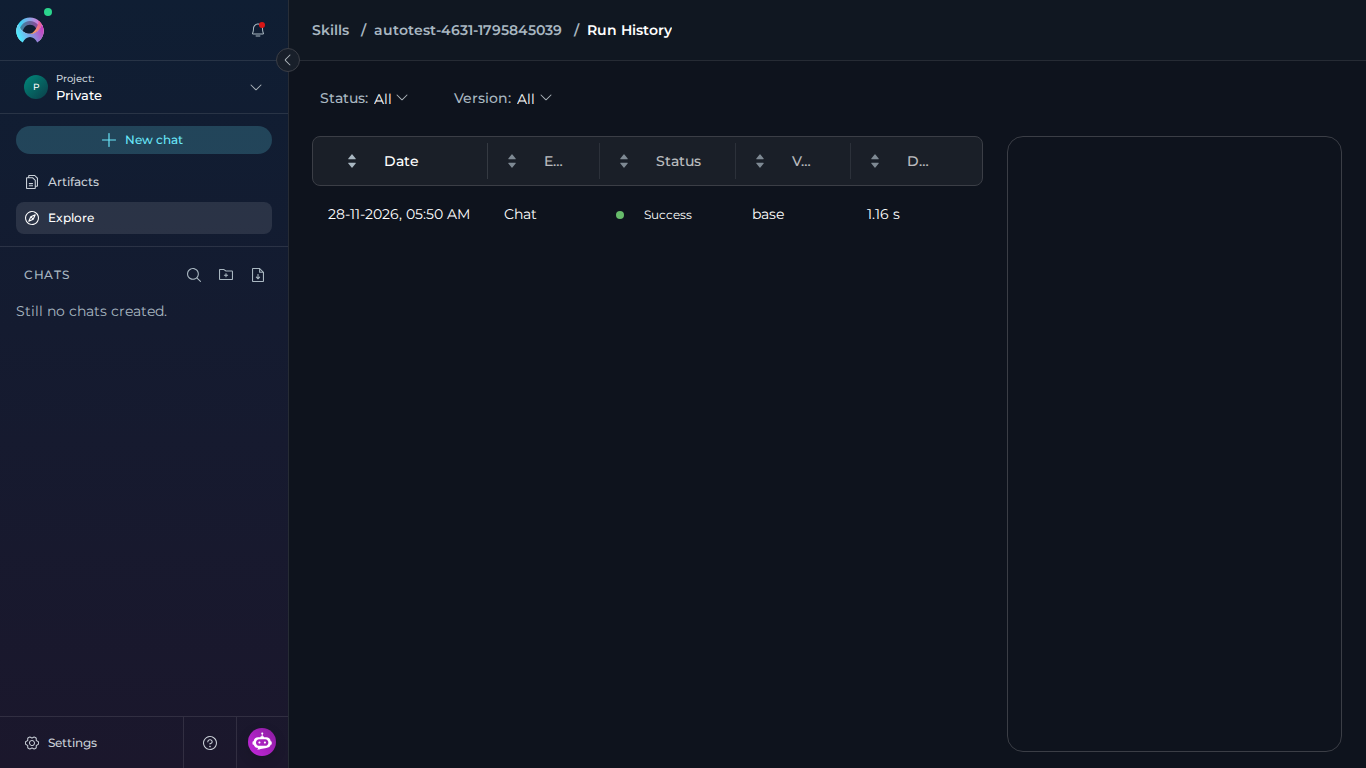 Skills / autotest-4631-1795845039 / Run History
P
Project:
Private
New chat
Artifacts
Explore
CHATS
Still no chats created.
Settings
Status: All
Version: All
Date E... Status V... D...
28-11-2026, 05:50 AM Chat Success base 1.16 s